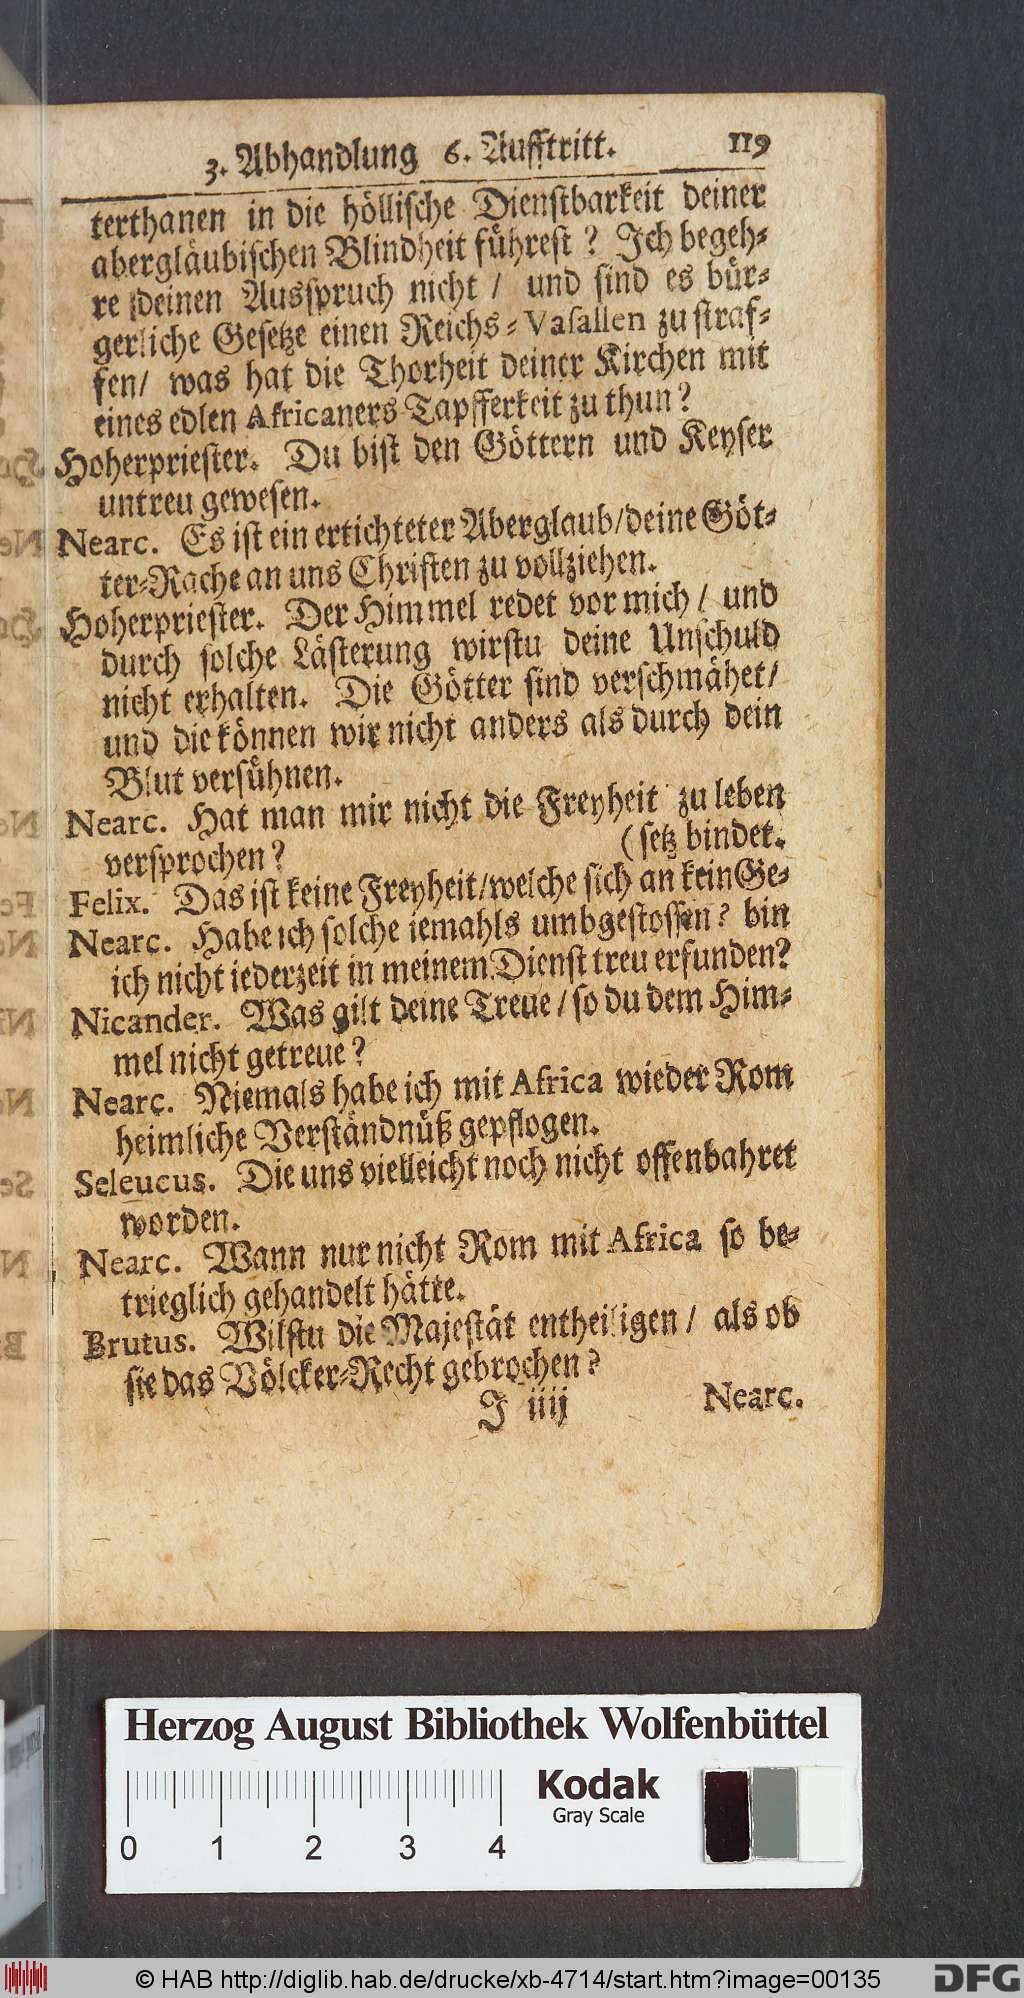 3. Abhandlung 6. Aufftritt. 119
terthanen in die höllische Dienstbarkeit deiner
abergläubischen Blindheit führest? Ich begeh-
re deinen Ausspruch nicht / und sind es bür-
gerliche Gesetze einen Reichs-Vasallen zu straf-
fen / was hat die Thorheit deiner Kirchen mit
eines edlen Africaners Tapfferkeit zu thun?
Hoherpriester. Du bist den Göttern und Keyser
untreu gewesen.
Nearc. Es ist ein ertichteter Aberglaub / deine Göt-
ter-Rache an uns Christen zu vollziehen.
Hoherpriester. Der Himmel redet vor mich / und
durch solche Lästerung wirstu deine Unschuld
nicht erhalten. Die Götter sind verschmähet /
und die können wir nicht anders als durch dein
Blut versühnen.
Nearc. Hat man mir nicht die Freyheit zu leben
versprochen? (setz bindet.
Felix. Das ist keine Freyheit / welche sich an kein Ge-
Nearc. Habe ich solche iemahls umbgestossen? bin
ich nicht iederzeit in meinem Dienst treu erfunden?
Nicander. Was gilt deine Treue / so du dem Him-
mel nicht getreue?
Nearc. Niemals habe ich mit Africa wieder Rom
heimliche Verständnüß gepflogen.
Seleucus. Die uns vielleicht noch nicht offenbahret
worden.
Nearc. Wann nur nicht Rom mit Africa so be-
trieglich gehandelt hätte.
Brutus. Wilstu die Majestät entheiligen / als ob
sie das Völcker-Recht gebrochen?
J iiij Nearc.
Herzog August Bibliothek Wolfenbüttel
Kodak
Gray Scale
0 1 2 3 4
© HAB http://diglib.hab.de/drucke/xb-4714/start.htm?image=00135
DFG